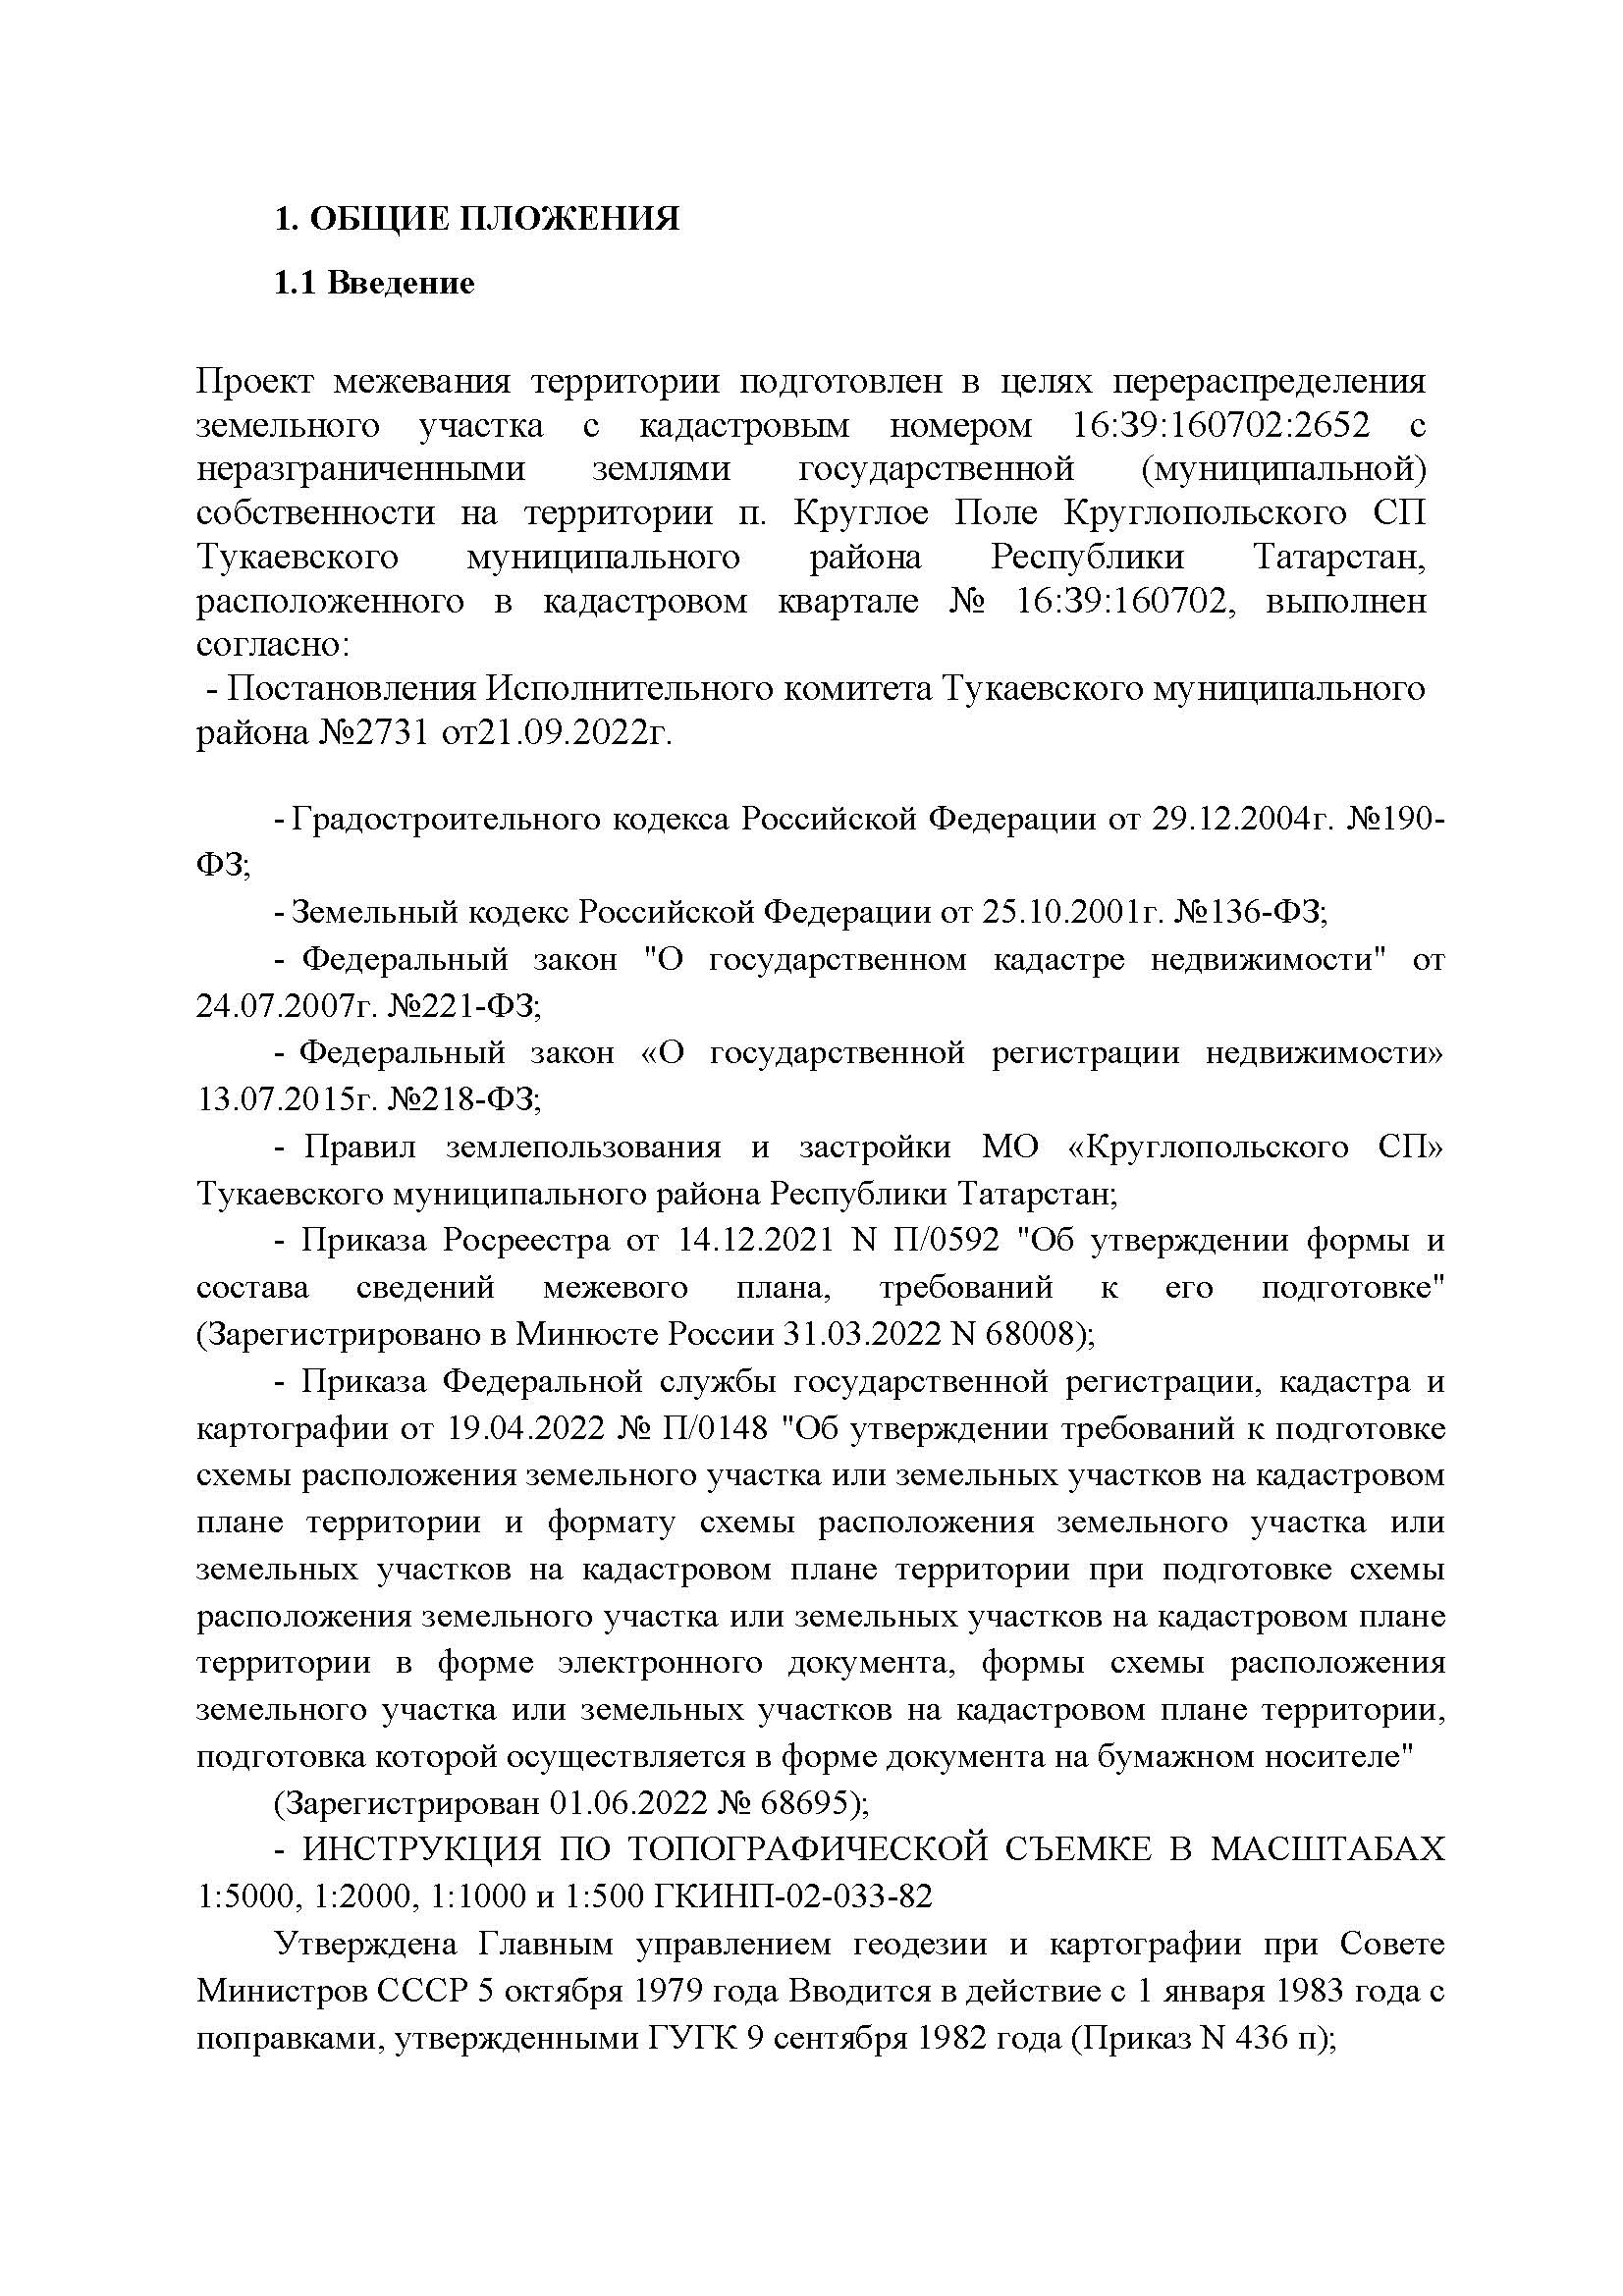 1. ОБЩИЕ ПЛОЖЕНИЯ
1.1 Введение
Проект межевания территории подготовлен в целях перераспределения
земельного участка с кадастровым номером 16:39:160702:2652 с
неразграниченными землями государственной (муниципальной)
собственности на территории п. Круглое Поле Круглопольского СП
Тукаевского муниципального района Республики Татарстан,
расположенного в кадастровом квартале № 16:39:160702, выполнен
согласно:
- Постановления Исполнительного комитета Тукаевского муниципального
района №2731 от21.09.2022г.
- Градостроительного кодекса Российской Федерации от 29.12.2004г. №190-
ФЗ;
- Земельный кодекс Российской Федерации от 25.10.2001г. №136-ФЗ;
- Федеральный закон "О государственном кадастре недвижимости" от
24.07.2007г. №221-ФЗ;
- Федеральный закон «О государственной регистрации недвижимости»
13.07.2015г. №218-ФЗ;
- Правил землепользования и застройки МО «Круглопольского СП»
Тукаевского муниципального района Республики Татарстан;
- Приказа Росреестра от 14.12.2021 N П/0592 "Об утверждении формы и
состава сведений межевого плана, требований к его подготовке"
(Зарегистрировано в Минюсте России 31.03.2022 N 68008);
- Приказа Федеральной службы государственной регистрации, кадастра и
картографии от 19.04.2022 № П/0148 "Об утверждении требований к подготовке
схемы расположения земельного участка или земельных участков на кадастровом
плане территории и формату схемы расположения земельного участка или
земельных участков на кадастровом плане территории при подготовке схемы
расположения земельного участка или земельных участков на кадастровом плане
территории в форме электронного документа, формы схемы расположения
земельного участка или земельных участков на кадастровом плане территории,
подготовка которой осуществляется в форме документа на бумажном носителе"
(Зарегистрирован 01.06.2022 № 68695);
- ИНСТРУКЦИЯ ПО ТОПОГРАФИЧЕСКОЙ СЪЕМКЕ В МАСШТАБАХ
1:5000, 1:2000, 1:1000 и 1:500 ГКИНП-02-033-82
Утверждена Главным управлением геодезии и картографии при Совете
Министров СССР 5 октября 1979 года Вводится в действие с 1 января 1983 года с
поправками, утвержденными ГУГК 9 сентября 1982 года (Приказ N 436 п);